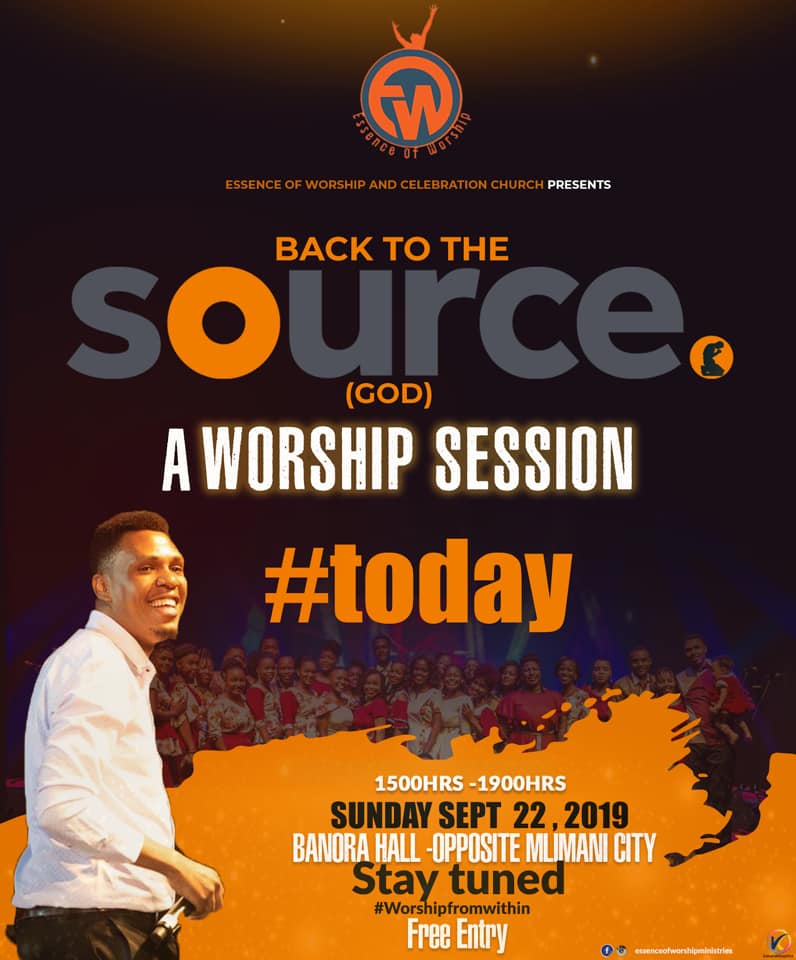 FW
Essence Of Worship
ESSENCE OF WORSHIP AND CELEBRATION CHURCH PRESENTS
BACK TO THE
source.
(GOD)
A WORSHIP SESSION
#today
1500HRS -1900HRS
SUNDAY SEPT 22 , 2019
BANORA HALL -OPPOSITE MLIMANI CITY
Stay tuned
#Worshipfromwithin
Free Entry
essenceofworshipministries